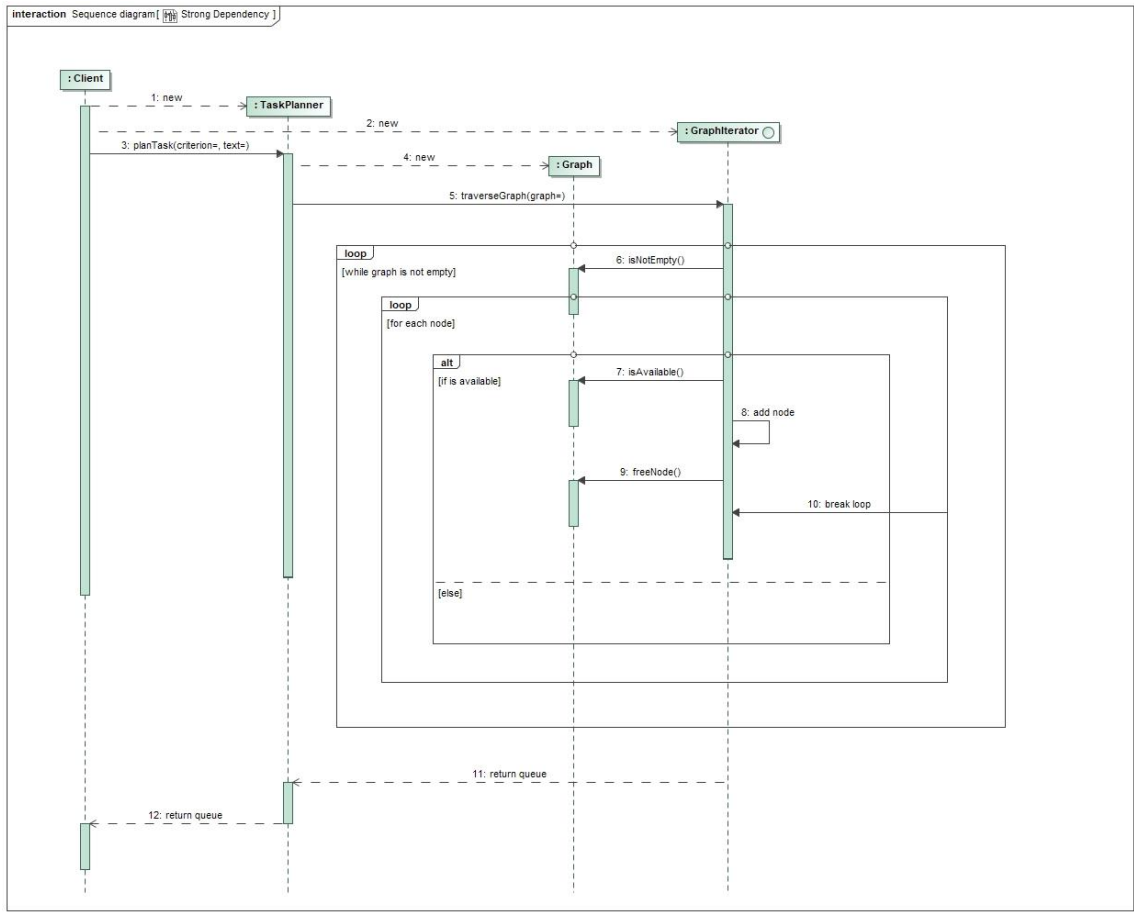 interaction Sequence diagram[ Strong Dependency ]
: Client
1: new
: TaskPlanner
2: new
: GraphIterator
3: planTask(criterion=, text=)
4: new
: Graph
5: traverseGraph(graph=)
loop
6: isNotEmpty()
[while graph is not empty]
loop
[for each node]
alt
7: isAvailable()
[if is available]
8: add node
9: freeNode()
10: break loop
[else]
11: return queue
12: return queue